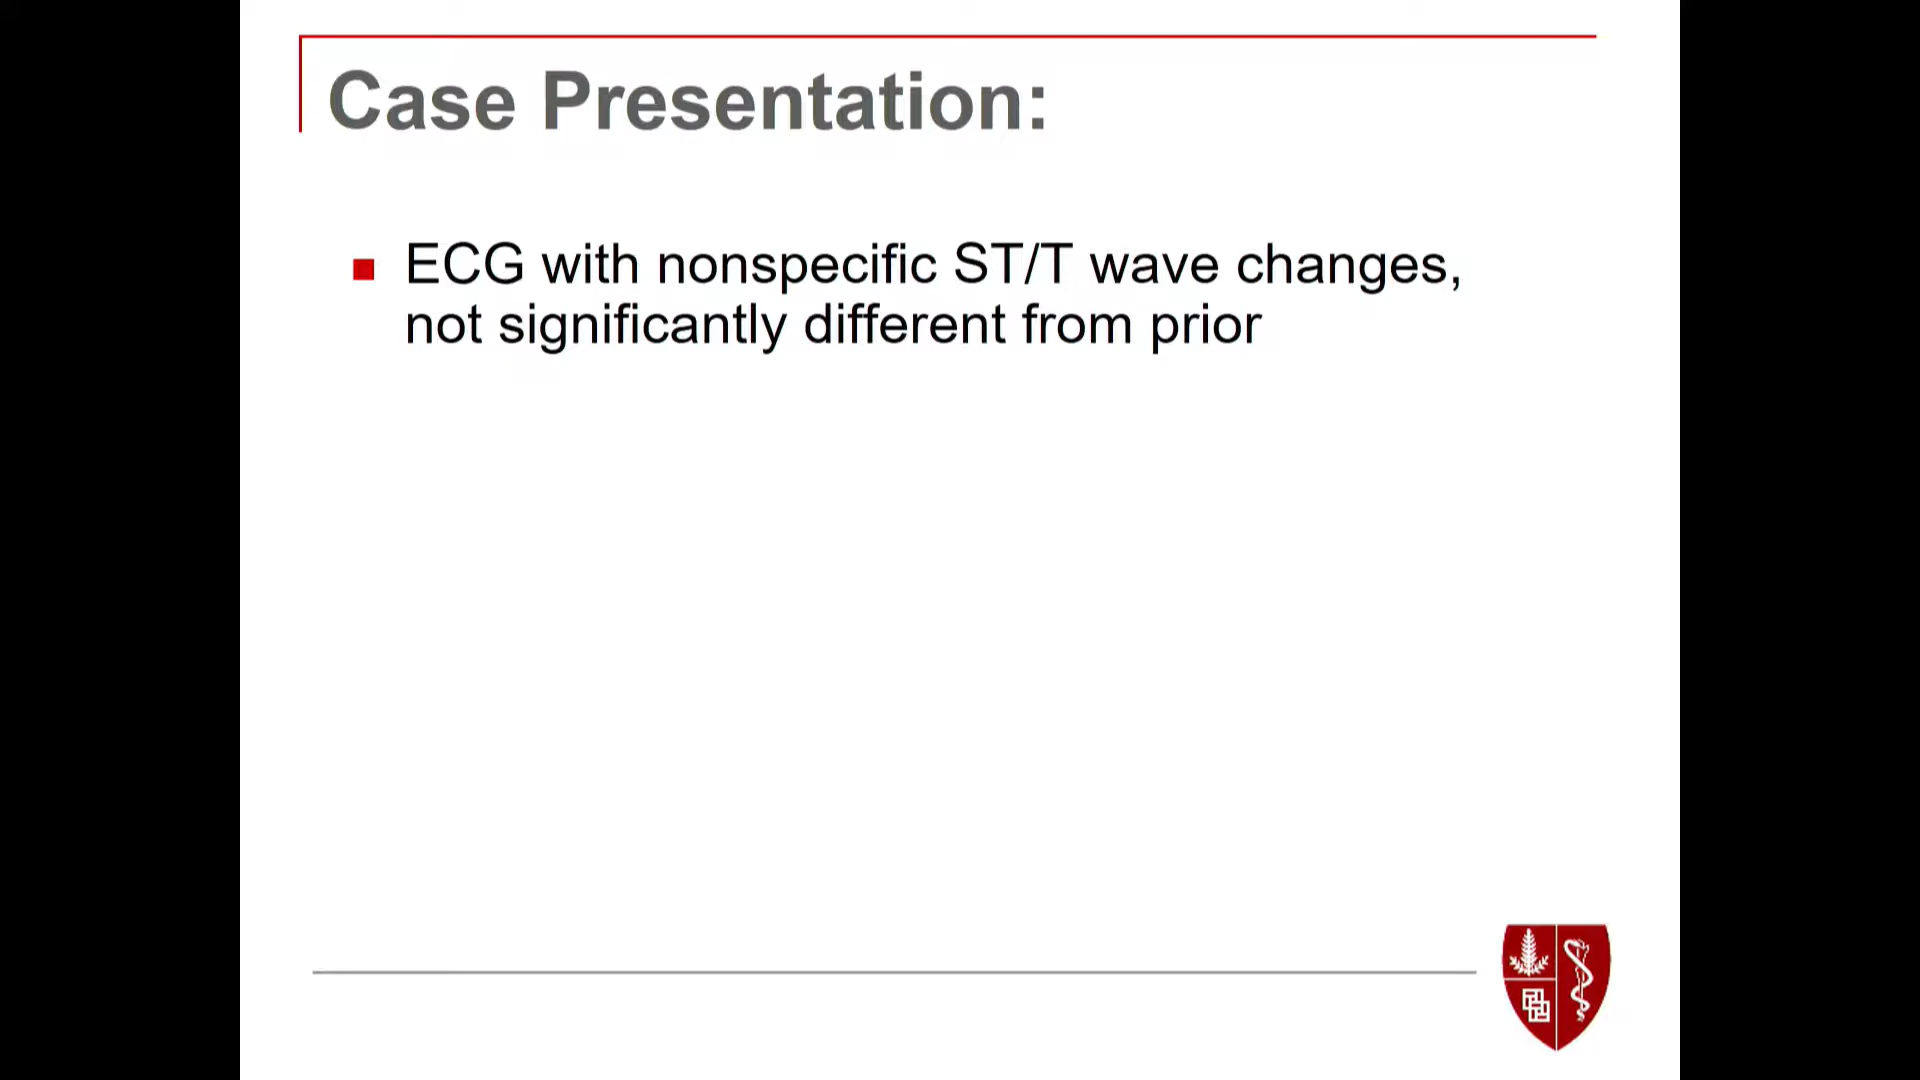 Case Presentation:
ECG with nonspecific ST/T wave changes,
not significantly different from prior